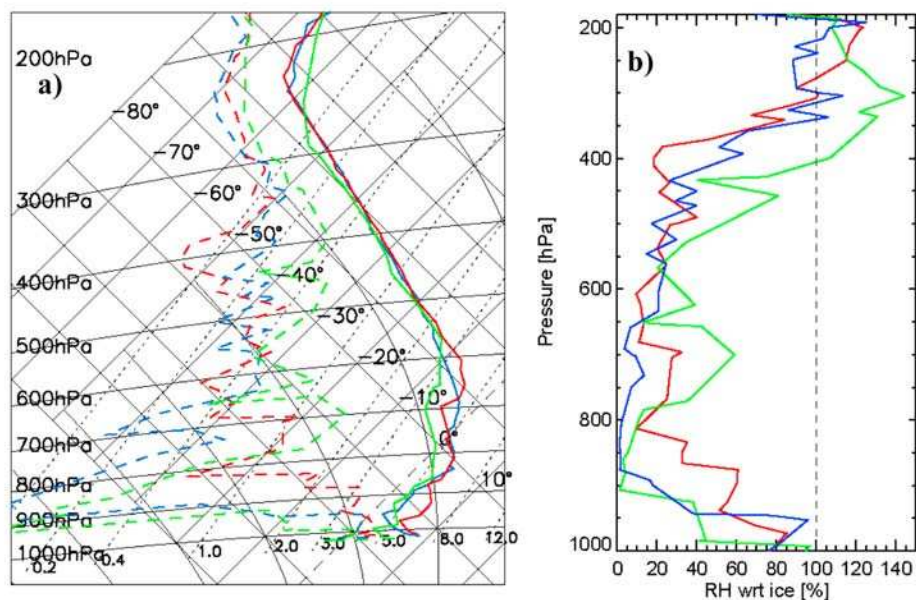 a)
200hPa
300hPa
400hPa
500hPa
600hPa
700hPa
800hPa
900hPa
1000hPa
-80°
-70°
-60°
-50°
-40°
-30°
-20°
-10°
0°
10°
0.2
0.4
1.0
2.0
3.0
5.0
8.0
12.0
b)
Pressure [hPa]
200
400
600
800
1000
0 20 40 60 80 100 120 140
RH wrt ice [%]